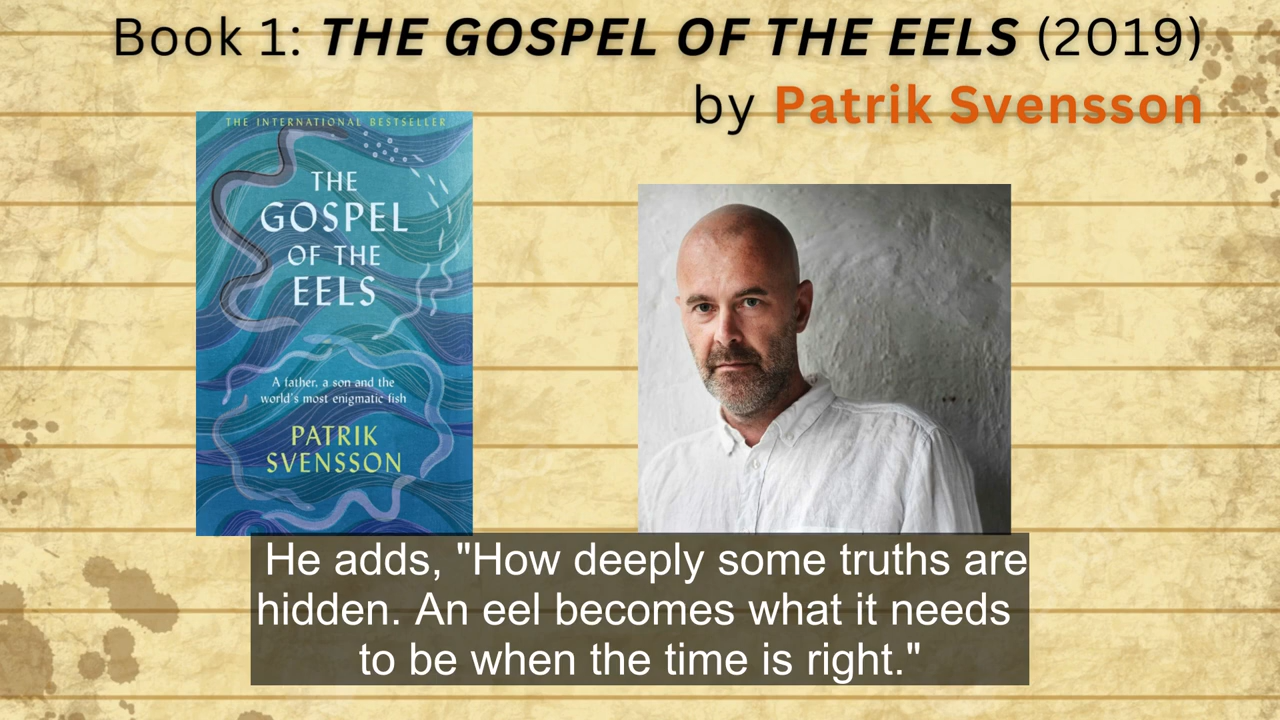 Book 1: THE GOSPEL OF THE EELS (2019)
by Patrik Svensson
THE INTERNATIONAL BESTSELLER
THE
GOSPEL
OF THE
EELS
A father, a son and the
world's most enigmatic fish
PATRIK
SVENSSON
He adds, "How deeply some truths are
hidden. An eel becomes what it needs
to be when the time is right."